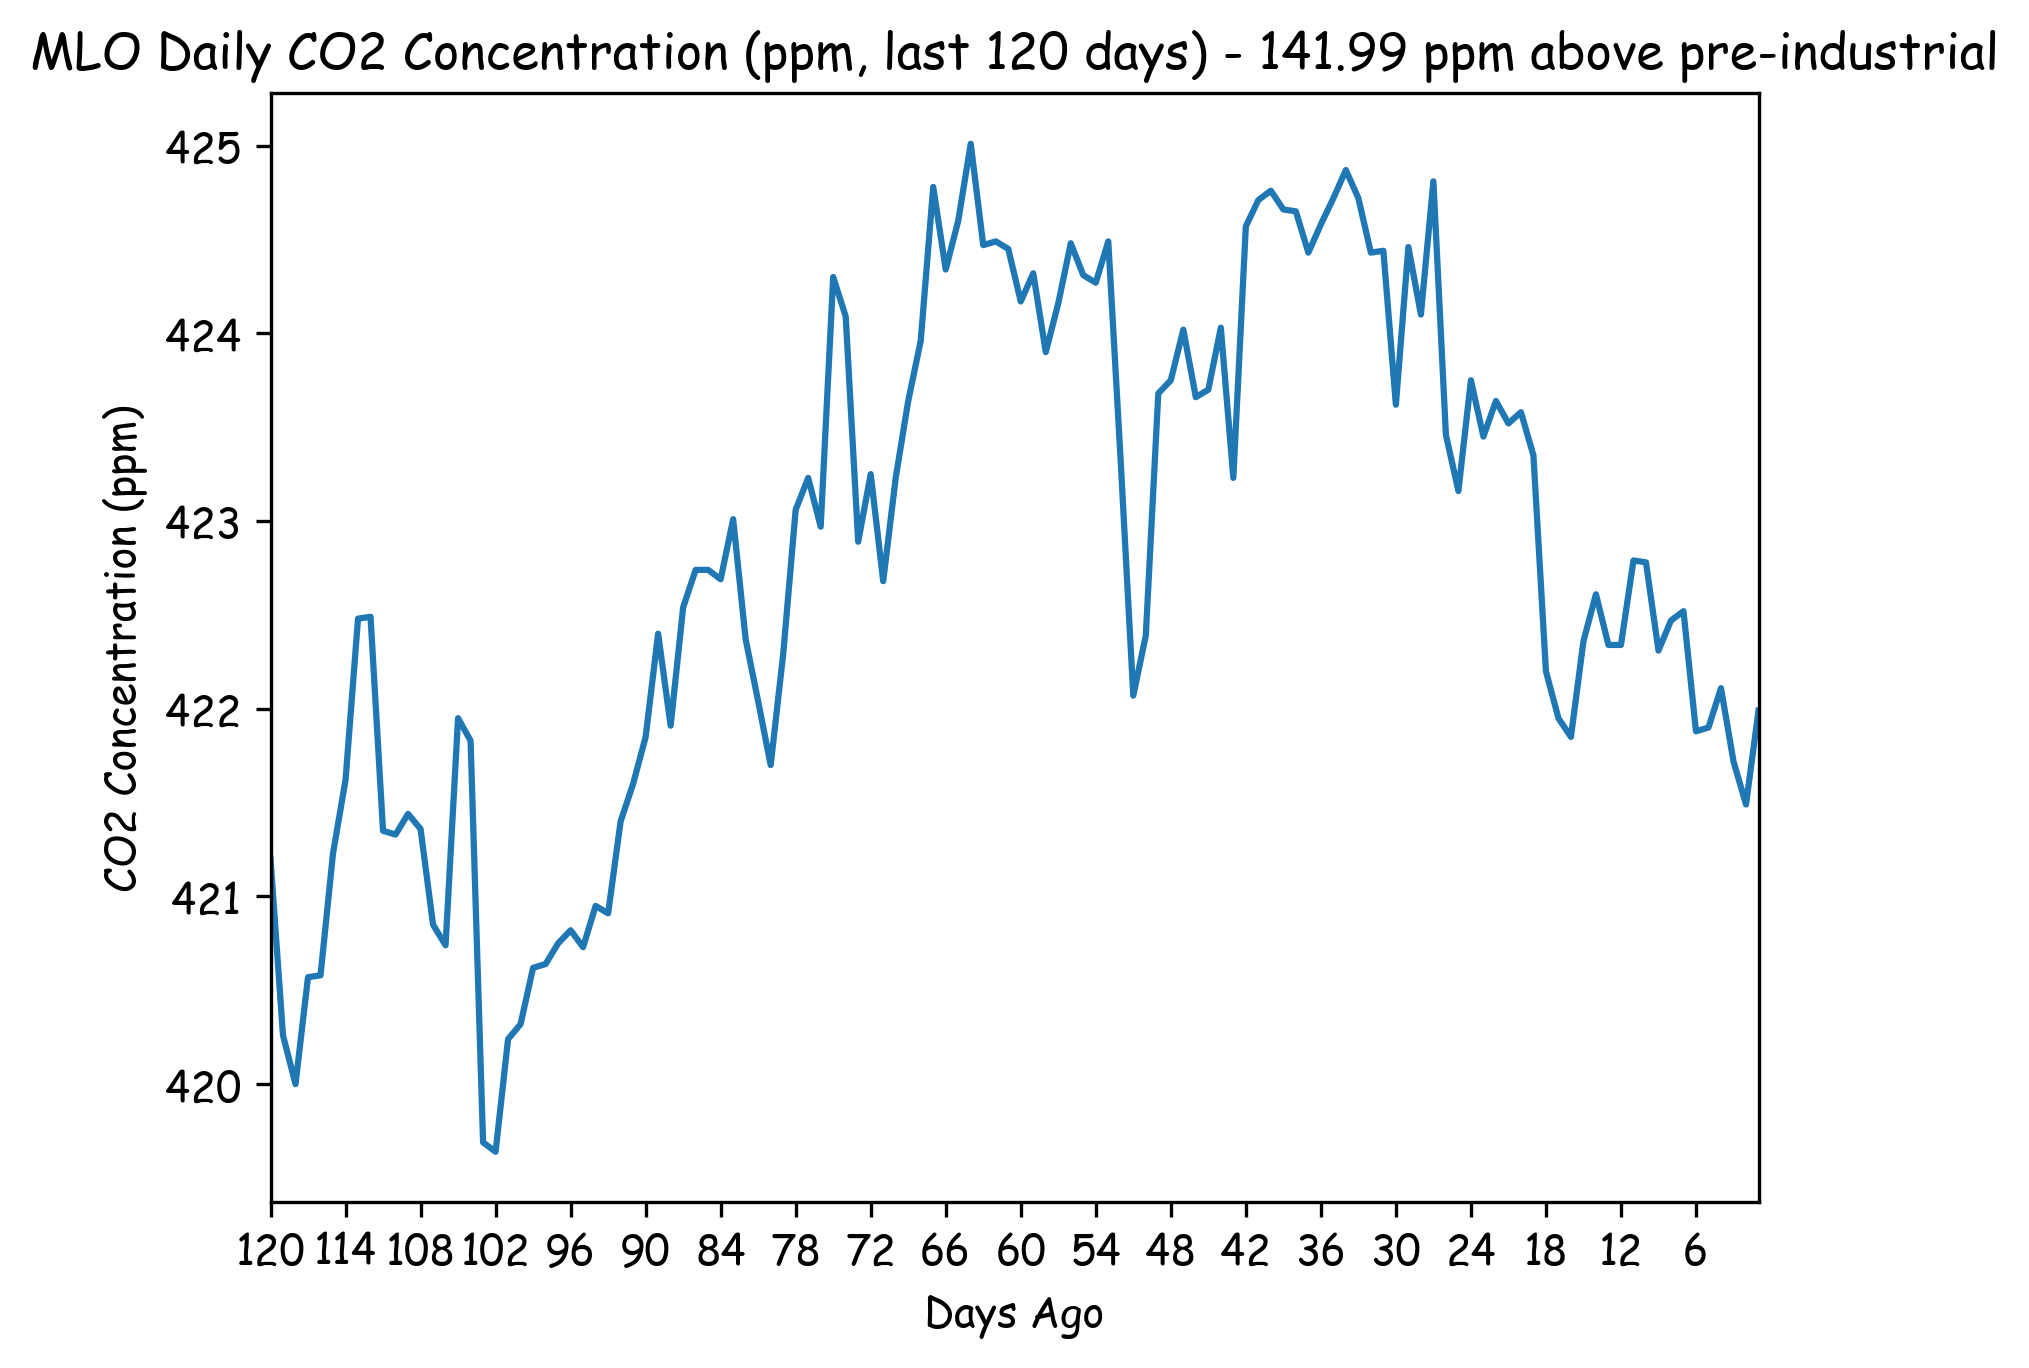 MLO Daily CO2 Concentration (ppm, last 120 days) - 141.99 ppm above pre-industrial
CO2 Concentration (ppm)
425
424
423
422
421
420
120 114 108 102 96 90 84 78 72 66 60 54 48 42 36 30 24 18 12 6
Days Ago